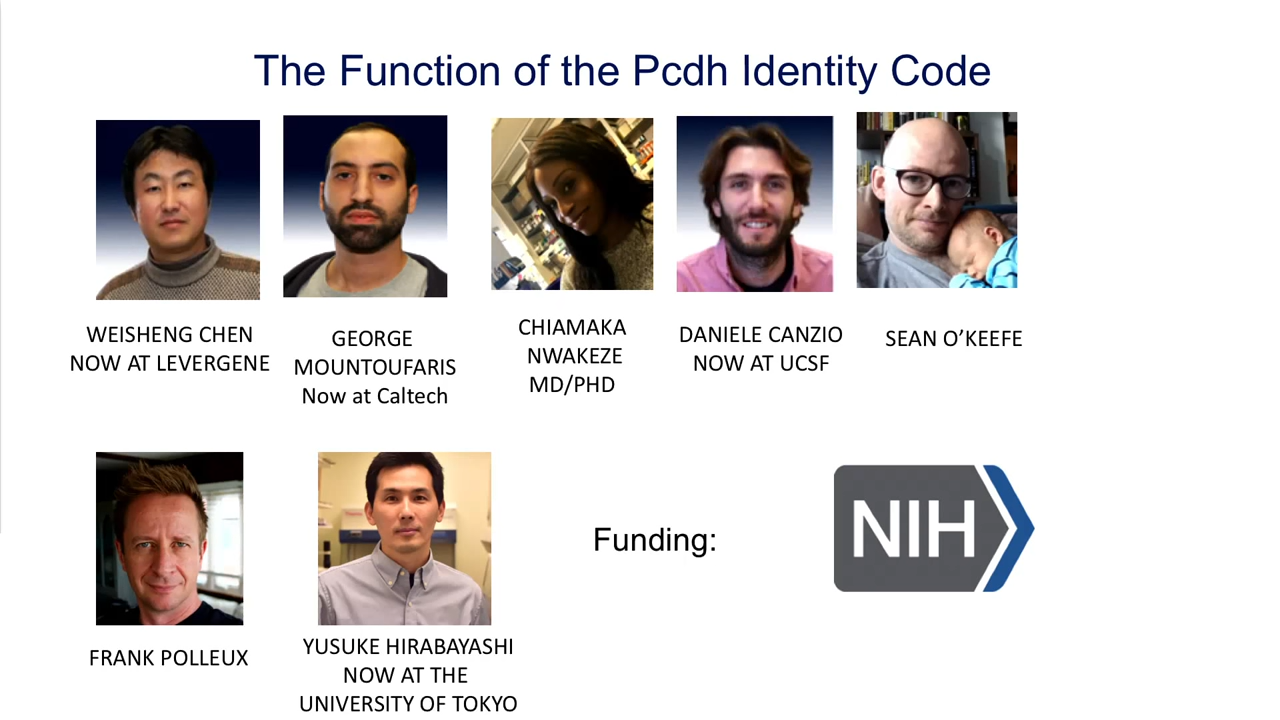 The Function of the Pcdh Identity Code
WEISHENG CHEN
NOW AT LEVERGENE
GEORGE
MOUNTOUFARIS
Now at Caltech
CHIAMAKA
NWAKEZE
MD/PHD
DANIELE CANZIO
NOW AT UCSF
SEAN O’KEEFE
FRANK POLLEUX
YUSUKE HIRABAYASHI
NOW AT THE
UNIVERSITY OF TOKYO
Funding:
NIH